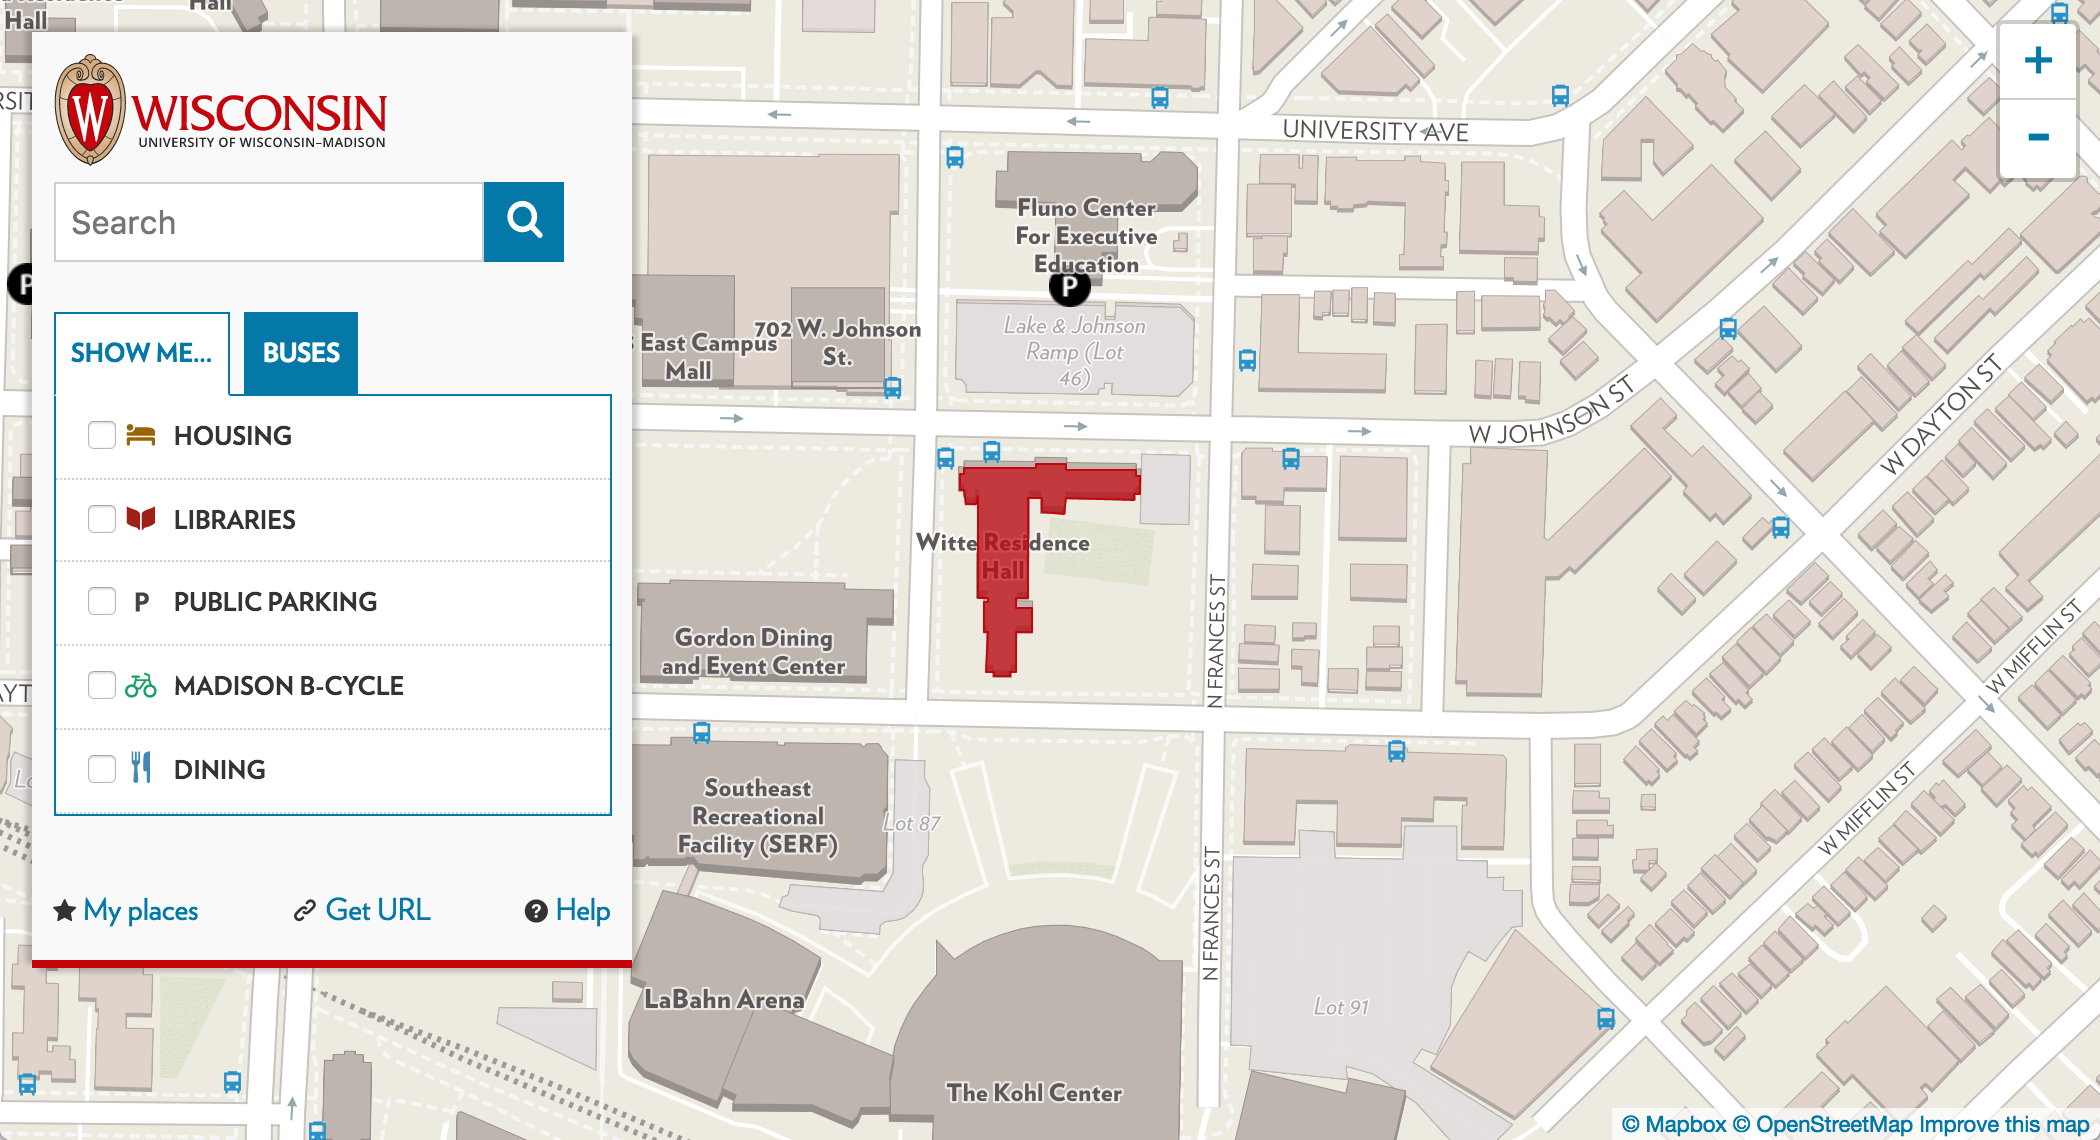 Hall
Hall
WISCONSIN
UNIVERSITY OF WISCONSIN–MADISON
Search
SHOW ME...
BUSES
HOUSING
LIBRARIES
P PUBLIC PARKING
MADISON B-CYCLE
DINING
My places
Get URL
? Help
+
-
UNIVERSITY AVE
Fluno Center
For Executive
Education
P
P
Lake & Johnson
Ramp (Lot
46)
East Campus
Mall
702 W. Johnson
St.
W JOHNSON ST
W DAYTON ST
Witte Residence
Hall
N FRANCES ST
Gordon Dining
and Event Center
W MIFFLIN ST
Southeast
Recreational
Facility (SERF)
Lot 87
W MIFFLIN ST
N FRANCES ST
LaBahn Arena
Lot 91
The Kohl Center
© Mapbox © OpenStreetMap Improve this map